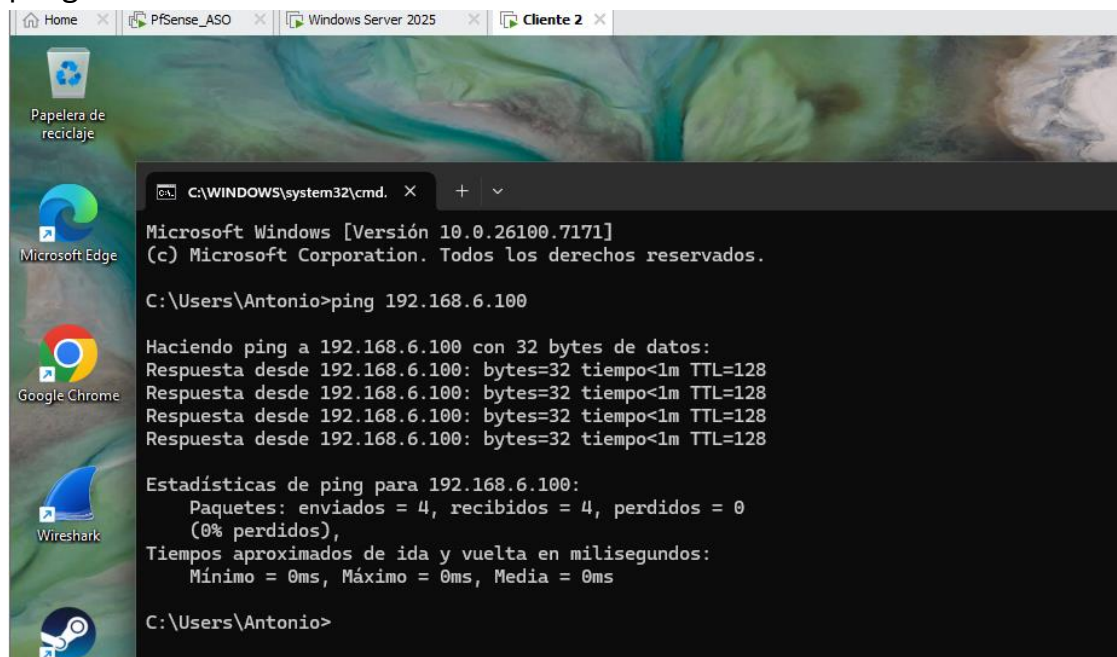 Home
PfSense_ASO
Windows Server 2025
Cliente 2
Papelera de
reciclaje
C:\WINDOWS\system32\cmd.
Microsoft Edge
Google Chrome
Wireshark
Microsoft Windows [Versión 10.0.26100.7171]
(c) Microsoft Corporation. Todos los derechos reservados.
C:\Users\Antonio>ping 192.168.6.100
Haciendo ping a 192.168.6.100 con 32 bytes de datos:
Respuesta desde 192.168.6.100: bytes=32 tiempo<1m TTL=128
Respuesta desde 192.168.6.100: bytes=32 tiempo<1m TTL=128
Respuesta desde 192.168.6.100: bytes=32 tiempo<1m TTL=128
Respuesta desde 192.168.6.100: bytes=32 tiempo<1m TTL=128
Estadísticas de ping para 192.168.6.100:
Paquetes: enviados = 4, recibidos = 4, perdidos = 0
(0% perdidos),
Tiempos aproximados de ida y vuelta en milisegundos:
Mínimo = 0ms, Máximo = 0ms, Media = 0ms
C:\Users\Antonio>